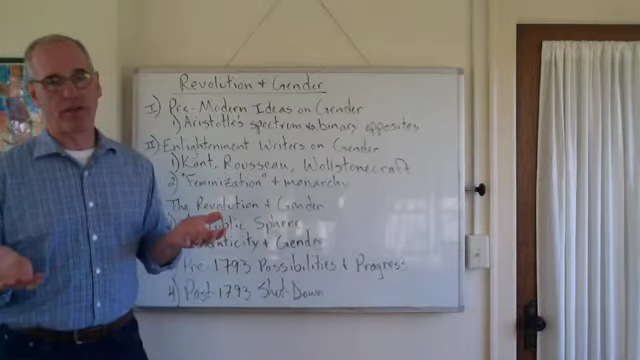 Revolution + Gender
I) Pre-Modern Ideas on Gender
1) Aristotle's spectrum vs binary opposites
II) Enlightenment Writers on Gender
1) Kant, Rousseau, Wollstonecraft
2) "Feminization" + monarchy
The Revolution + Gender
Public Sphere
Authenticity + Gender
Pre-1793 Possibilities + Progress
4) Post-1793 Shut-Down